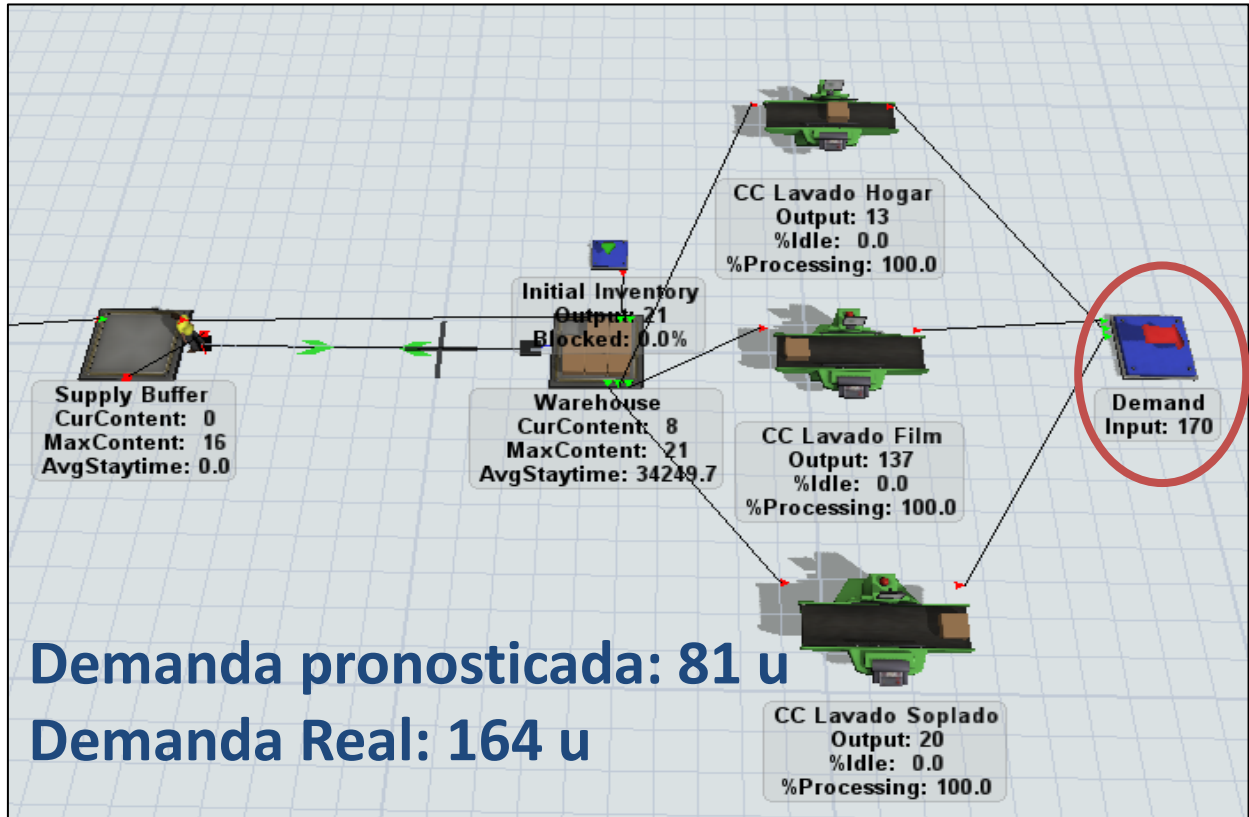 CC Lavado Hogar
Output: 13
%Idle: 0.0
%Processing: 100.0
Initial Inventory
Output: 21
Blocked: 0.0%
Supply Buffer
CurContent: 0
MaxContent: 16
AvgStaytime: 0.0
Warehouse
CurContent: 8
MaxContent: 21
AvgStaytime: 34249.7
CC Lavado Film
Output: 137
%Idle: 0.0
%Processing: 100.0
Demand
Input: 170
Demanda pronosticada: 81 u
Demanda Real: 164 u
CC Lavado Soplado
Output: 20
%Idle: 0.0
%Processing: 100.0